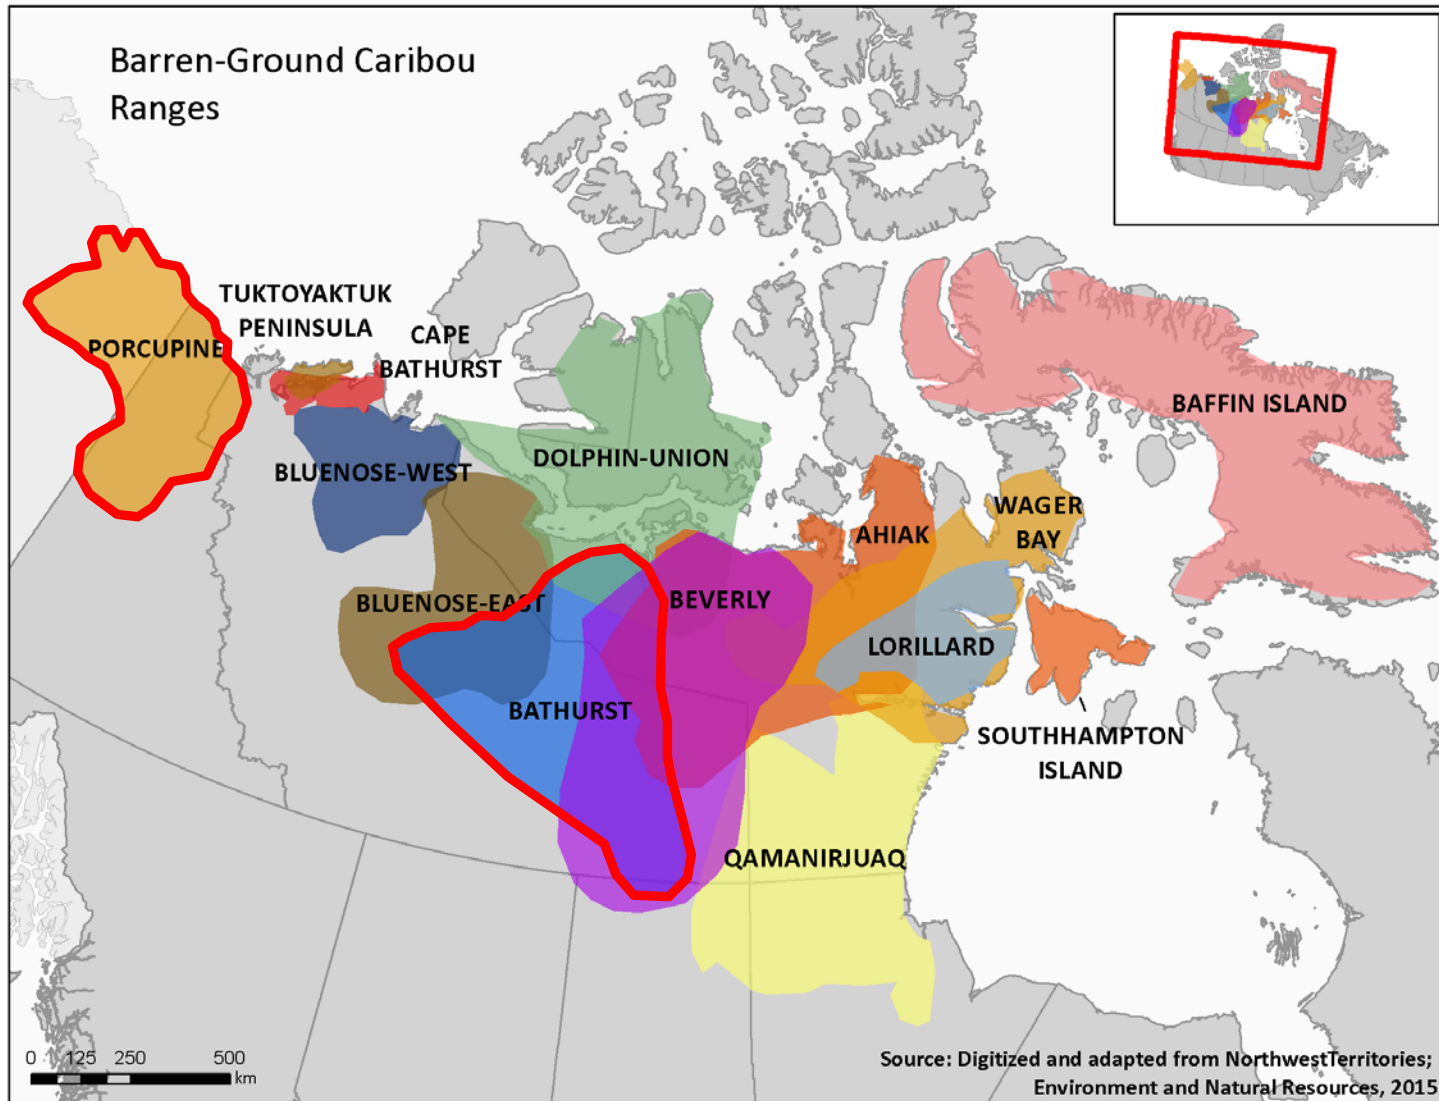 Barren-Ground Caribou
Ranges
TUKTOYAKTUK
PENINSULA
CAPE
BATHURST
PORCUPINE
BAFFIN ISLAND
BLUENOSE-WEST
DOLPHIN-UNION
WAGER
BAY
AHIAK
BLUENOSE-EAST
BEVERLY
LORILLARD
BATHURST
SOUTHHAMPTON
ISLAND
QAMANIRJUAQ
0 125 250 500
km
Source: Digitized and adapted from NorthwestTerritories;
Environment and Natural Resources, 2015